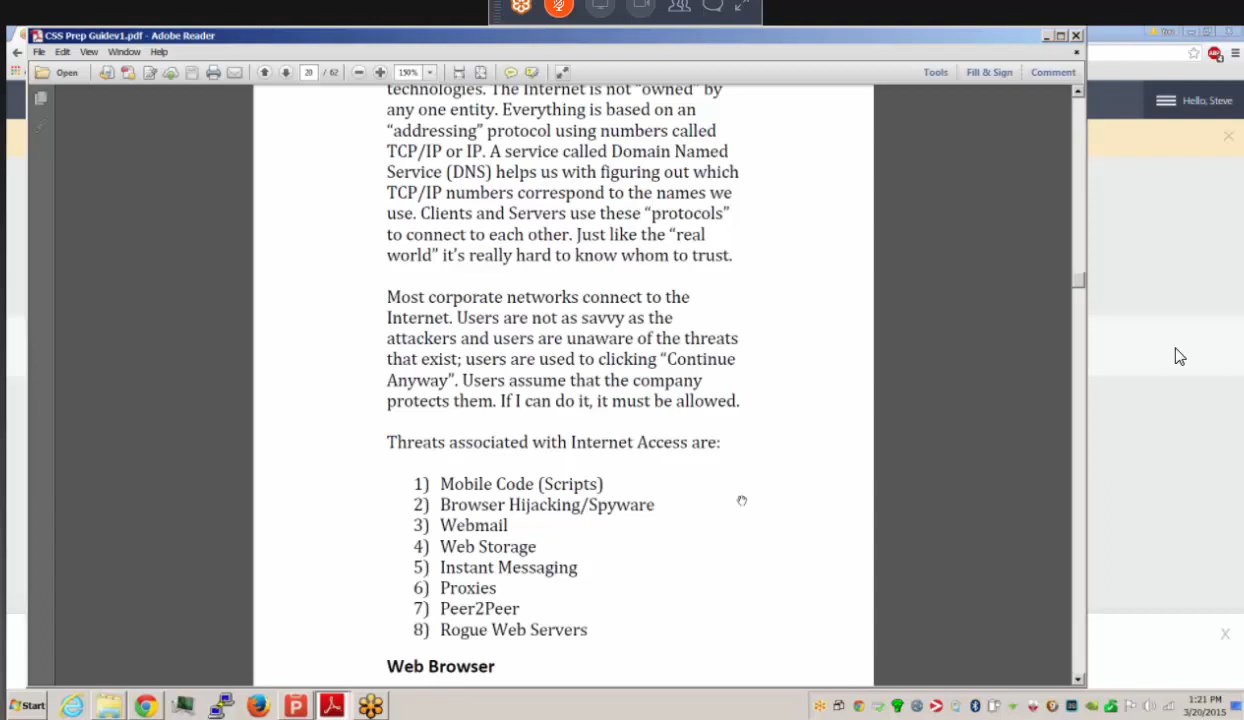 CSS Prep Guidev1.pdf - Adobe Reader
File Edit View Window Help
Open 20 / 62 150% Tools Fill & Sign Comment
Hello, Steve
technologies. The Internet is not “owned” by
any one entity. Everything is based on an
“addressing” protocol using numbers called
TCP/IP or IP. A service called Domain Named
Service (DNS) helps us with figuring out which
TCP/IP numbers correspond to the names we
use. Clients and Servers use these “protocols”
to connect to each other. Just like the “real
world” it’s really hard to know whom to trust.
Most corporate networks connect to the
Internet. Users are not as savvy as the
attackers and users are unaware of the threats
that exist; users are used to clicking “Continue
Anyway”. Users assume that the company
protects them. If I can do it, it must be allowed.
Threats associated with Internet Access are:
1) Mobile Code (Scripts)
2) Browser Hijacking/Spyware
3) Webmail
4) Web Storage
5) Instant Messaging
6) Proxies
7) Peer2Peer
8) Rogue Web Servers
Web Browser
Start
1:21 PM
3/20/2015